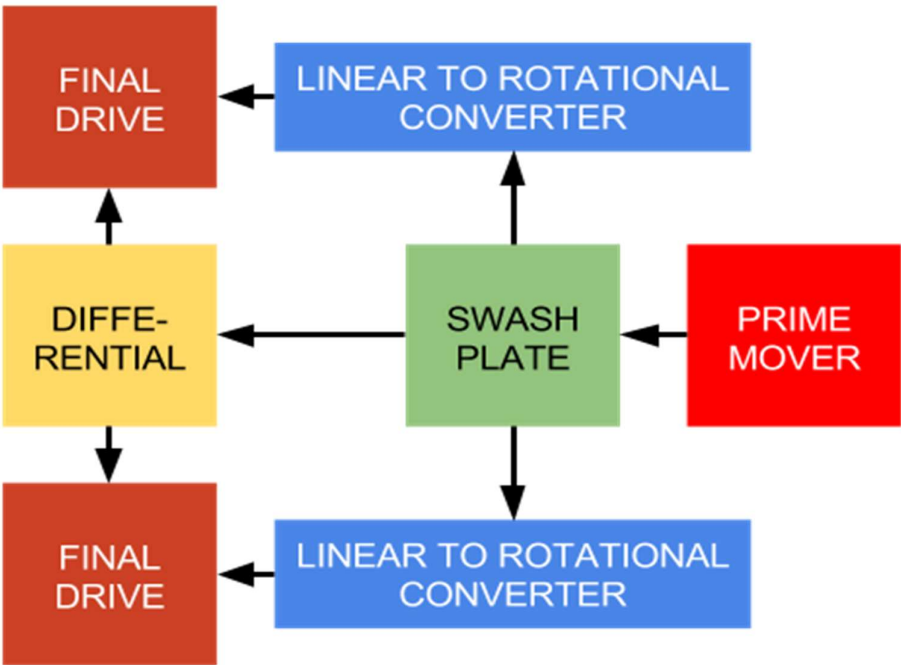 FINAL
DRIVE
LINEAR TO ROTATIONAL
CONVERTER
DIFFE-
RENTIAL
SWASH
PLATE
PRIME
MOVER
FINAL
DRIVE
LINEAR TO ROTATIONAL
CONVERTER